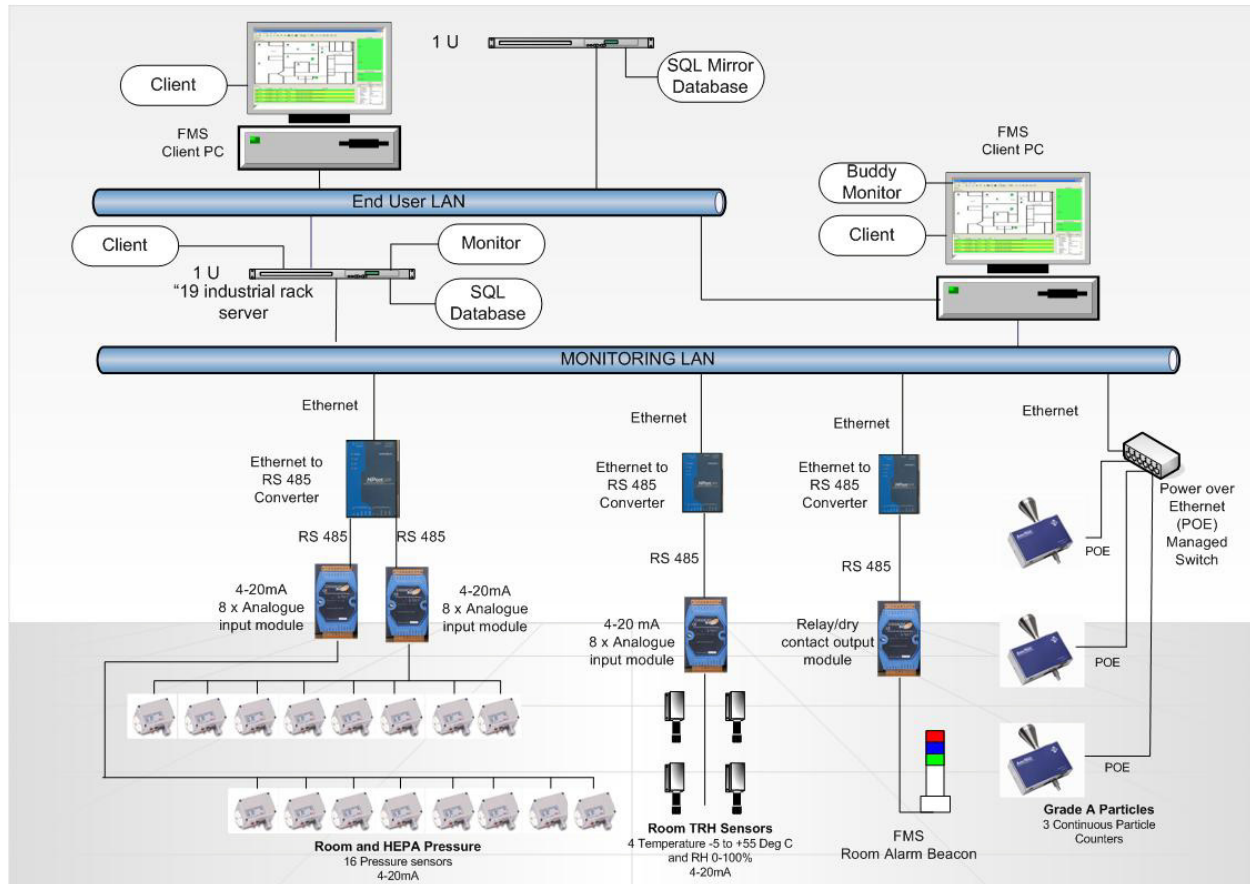 1 U
SQL Mirror
Database
Client
FMS
Client PC
FMS
Client PC
Buddy
Monitor
Client
End User LAN
Client
Monitor
1 U
“19 industrial rack
server
SQL
Database
MONITORING LAN
Ethernet
Ethernet
Ethernet
Ethernet
Ethernet to
RS 485
Converter
Ethernet to
RS 485
Converter
Ethernet to
RS 485
Converter
Power over
Ethernet
(POE)
Managed
Switch
RS 485
RS 485
RS 485
RS 485
POE
4-20mA
8 x Analogue
input module
4-20mA
8 x Analogue
input module
4-20 mA
8 x Analogue
input module
Relay/dry
contact output
module
POE
POE
Room and HEPA Pressure
16 Pressure sensors
4-20mA
Room TRH Sensors
4 Temperature -5 to +55 Deg C
and RH 0-100%
4-20mA
FMS
Room Alarm Beacon
Grade A Particles
3 Continuous Particle
Counters